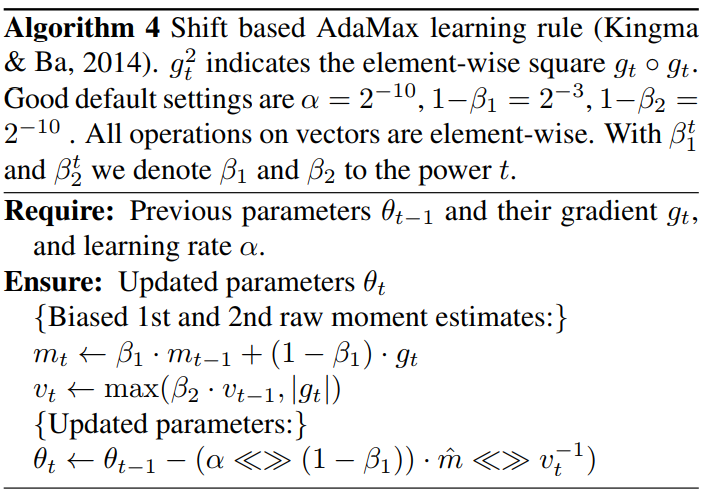 Algorithm 4 Shift based AdaMax learning rule (Kingma
& Ba, 2014). $g_t^2$ indicates the element-wise square $g_t \circ g_t$.
Good default settings are $\alpha = 2^{-10}, 1-\beta_1 = 2^{-3}, 1-\beta_2 =$
$2^{-10}$ . All operations on vectors are element-wise. With $\beta_1^t$
and $\beta_2^t$ we denote $\beta_1$ and $\beta_2$ to the power $t$.
Require: Previous parameters $\theta_{t-1}$ and their gradient $g_t$,
and learning rate $\alpha$.
Ensure: Updated parameters $\theta_t$
{Biased 1st and 2nd raw moment estimates:}
$m_t \leftarrow \beta_1 \cdot m_{t-1} + (1 - \beta_1) \cdot g_t$
$v_t \leftarrow \max(\beta_2 \cdot v_{t-1}, |g_t|)$
{Updated parameters:}
$\theta_t \leftarrow \theta_{t-1} - (\alpha \ll\gg (1 - \beta_1)) \cdot \hat{m} \ll\gg v_t^{-1})$